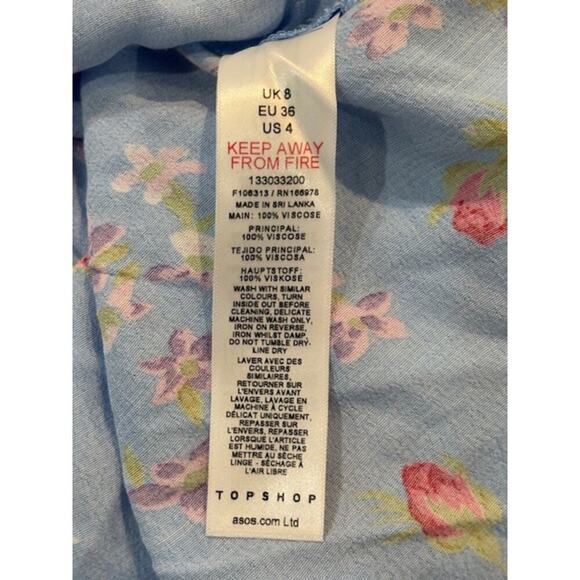 UK 8
EU 36
US 4
KEEP AWAY
FROM FIRE
133033200
F106313 / RN166978
MADE IN SRI LANKA
MAIN: 100% VISCOSE
PRINCIPAL:
100% VISCOSE
TEJIDO PRINCIPAL:
100% VISCOSA
HAUPTSTOFF:
100% VISKOSE
WASH WITH SIMILAR
COLOURS, TURN
INSIDE OUT BEFORE
CLEANING, DELICATE
MACHINE WASH ONLY,
IRON ON REVERSE,
IRON WHILST DAMP,
DO NOT TUMBLE DRY-
LINE DRY
LAVER AVEC DES
COULEURS
SIMILAIRES,
RETOURNER SUR
L'ENVERS AVANT
LAVAGE, LAVAGE EN
MACHINE À CYCLE
DÉLICAT UNIQUEMENT,
REPASSER SUR
L'ENVERS, REPASSER
LORSQUE L'ARTICLE
EST HUMIDE, NE PAS
METTRE AU SÈCHE
LINGE - SÉCHAGE À
L'AIR LIBRE
TOPSHOP
asos.com Ltd